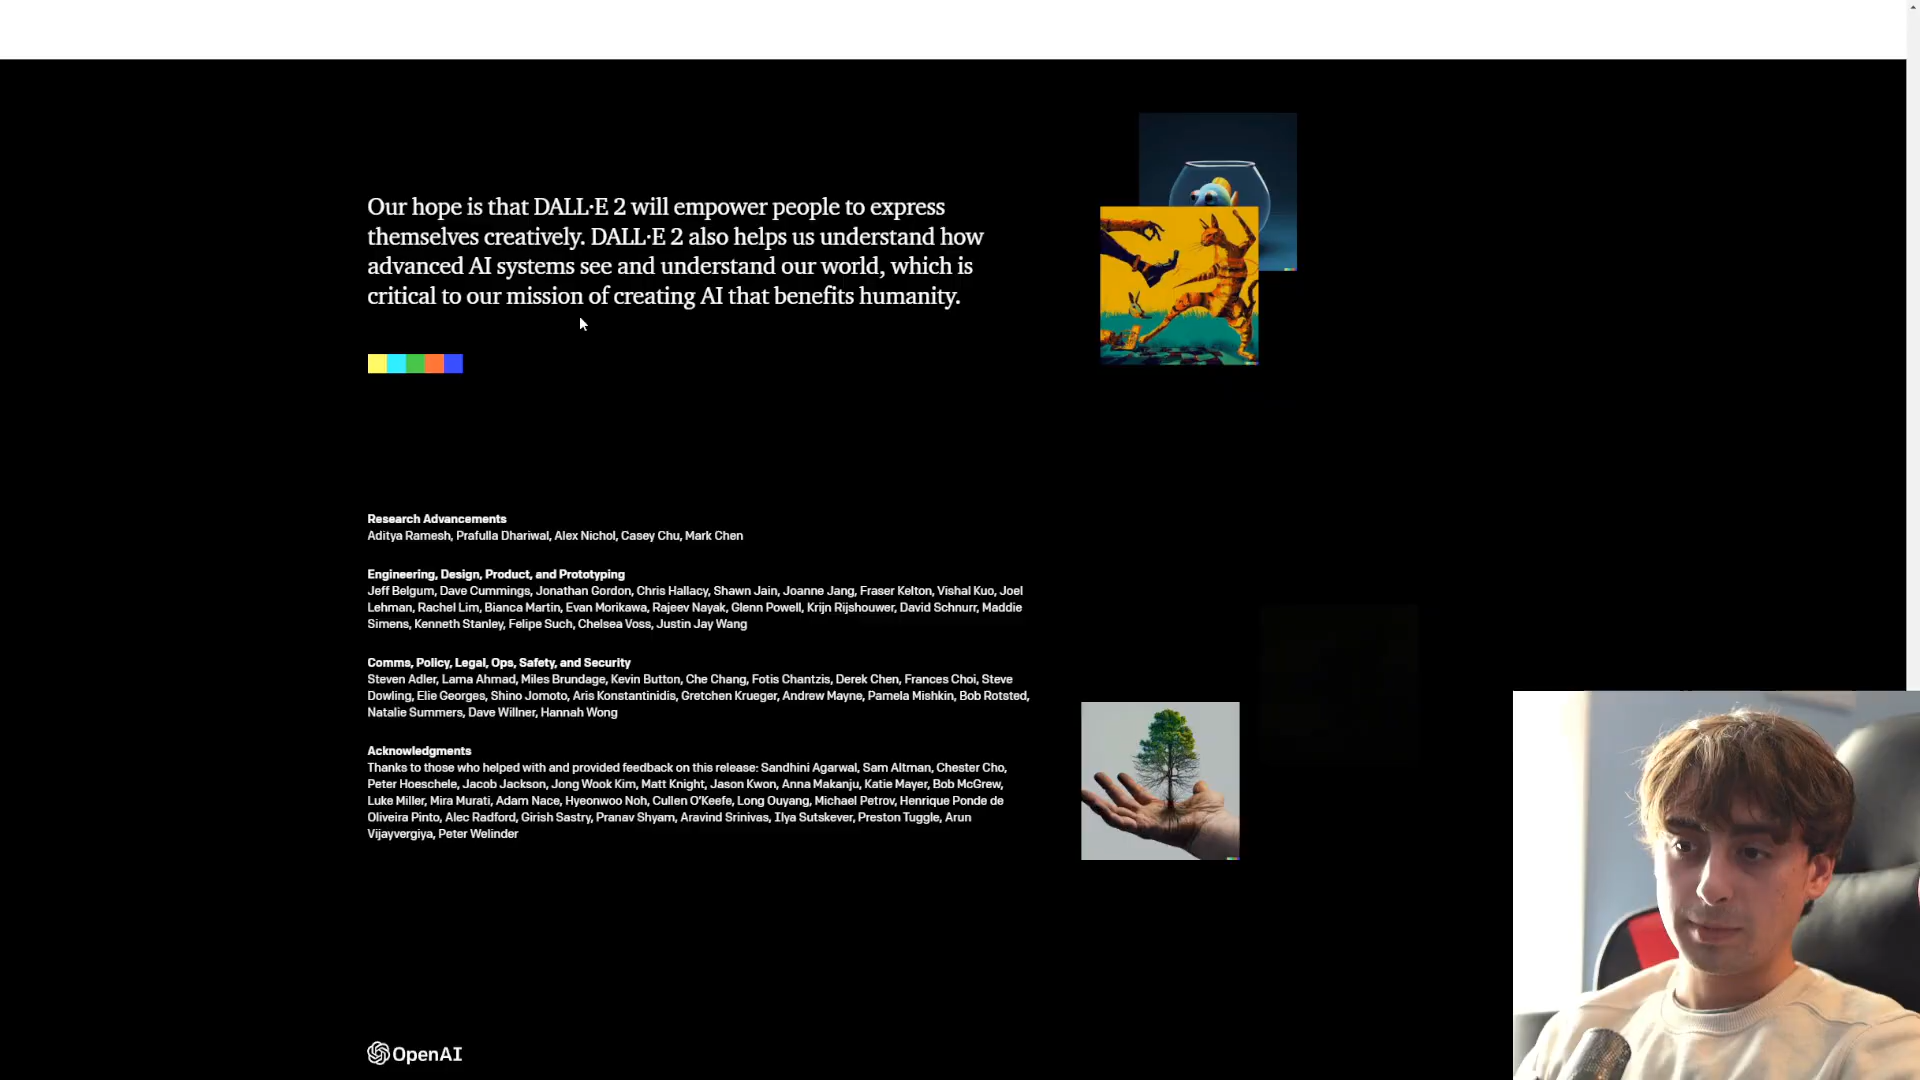 Our hope is that DALL·E 2 will empower people to express
themselves creatively. DALL·E 2 also helps us understand how
advanced AI systems see and understand our world, which is
critical to our mission of creating AI that benefits humanity.
Research Advancements
Aditya Ramesh, Prafulla Dhariwal, Alex Nichol, Casey Chu, Mark Chen
Engineering, Design, Product, and Prototyping
Jeff Belgum, Dave Cummings, Jonathan Gordon, Chris Hallacy, Shawn Jain, Joanne Jang, Fraser Kelton, Vishal Kuo, Joel
Lehman, Rachel Lim, Bianca Martin, Evan Morikawa, Rajeev Nayak, Glenn Powell, Krijn Rijshouwer, David Schnurr, Maddie
Simens, Kenneth Stanley, Felipe Such, Chelsea Voss, Justin Jay Wang
Comms, Policy, Legal, Ops, Safety, and Security
Steven Adler, Lama Ahmad, Miles Brundage, Kevin Button, Che Chang, Fotis Chantzis, Derek Chen, Frances Choi, Steve
Dowling, Elie Georges, Shino Jomoto, Aris Konstantinidis, Gretchen Krueger, Andrew Mayne, Pamela Mishkin, Bob Rotsted,
Natalie Summers, Dave Willner, Hannah Wong
Acknowledgments
Thanks to those who helped with and provided feedback on this release: Sandhini Agarwal, Sam Altman, Chester Cho,
Peter Hoeschele, Jacob Jackson, Jong Wook Kim, Matt Knight, Jason Kwon, Anna Makanju, Katie Mayer, Bob McGrew,
Luke Miller, Mira Murati, Adam Nace, Hyeonwoo Noh, Cullen O'Keefe, Long Ouyang, Michael Petrov, Henrique Ponde de
Oliveira Pinto, Alec Radford, Girish Sastry, Pranav Shyam, Aravind Srinivas, Ilya Sutskever, Preston Tuggle, Arun
Vijayvergiya, Peter Welinder
OpenAI